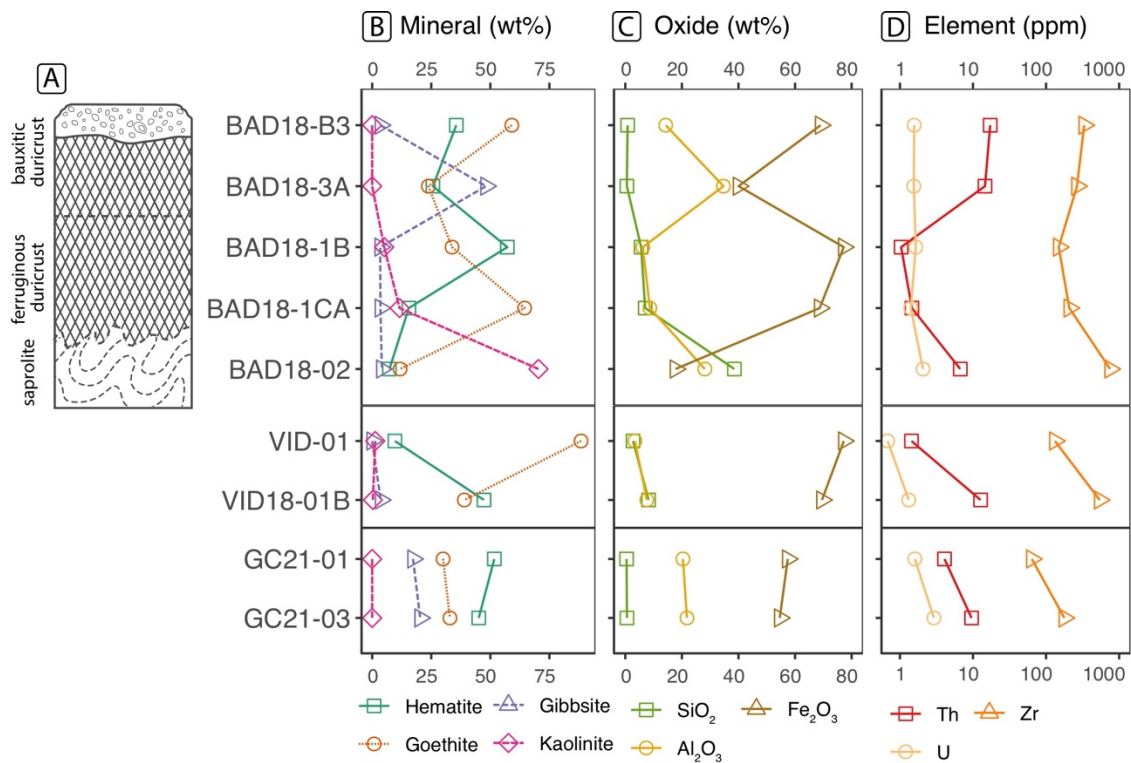 B Mineral (wt%)
C Oxide (wt%)
D Element (ppm)
0 25 50 75
0 20 40 60 80
1 10 100 1000
A
bauxitic
duricrust
ferruginous
duricrust
saprolite
BAD18-B3
BAD18-3A
BAD18-1B
BAD18-1CA
BAD18-02
VID-01
VID18-01B
GC21-01
GC21-03
0 25 50 75
0 20 40 60 80
1 10 100 1000
Hematite Gibbsite
Goethite Kaolinite
SiO₂ Fe₂O₃
Al₂O₃
Th Zr
U